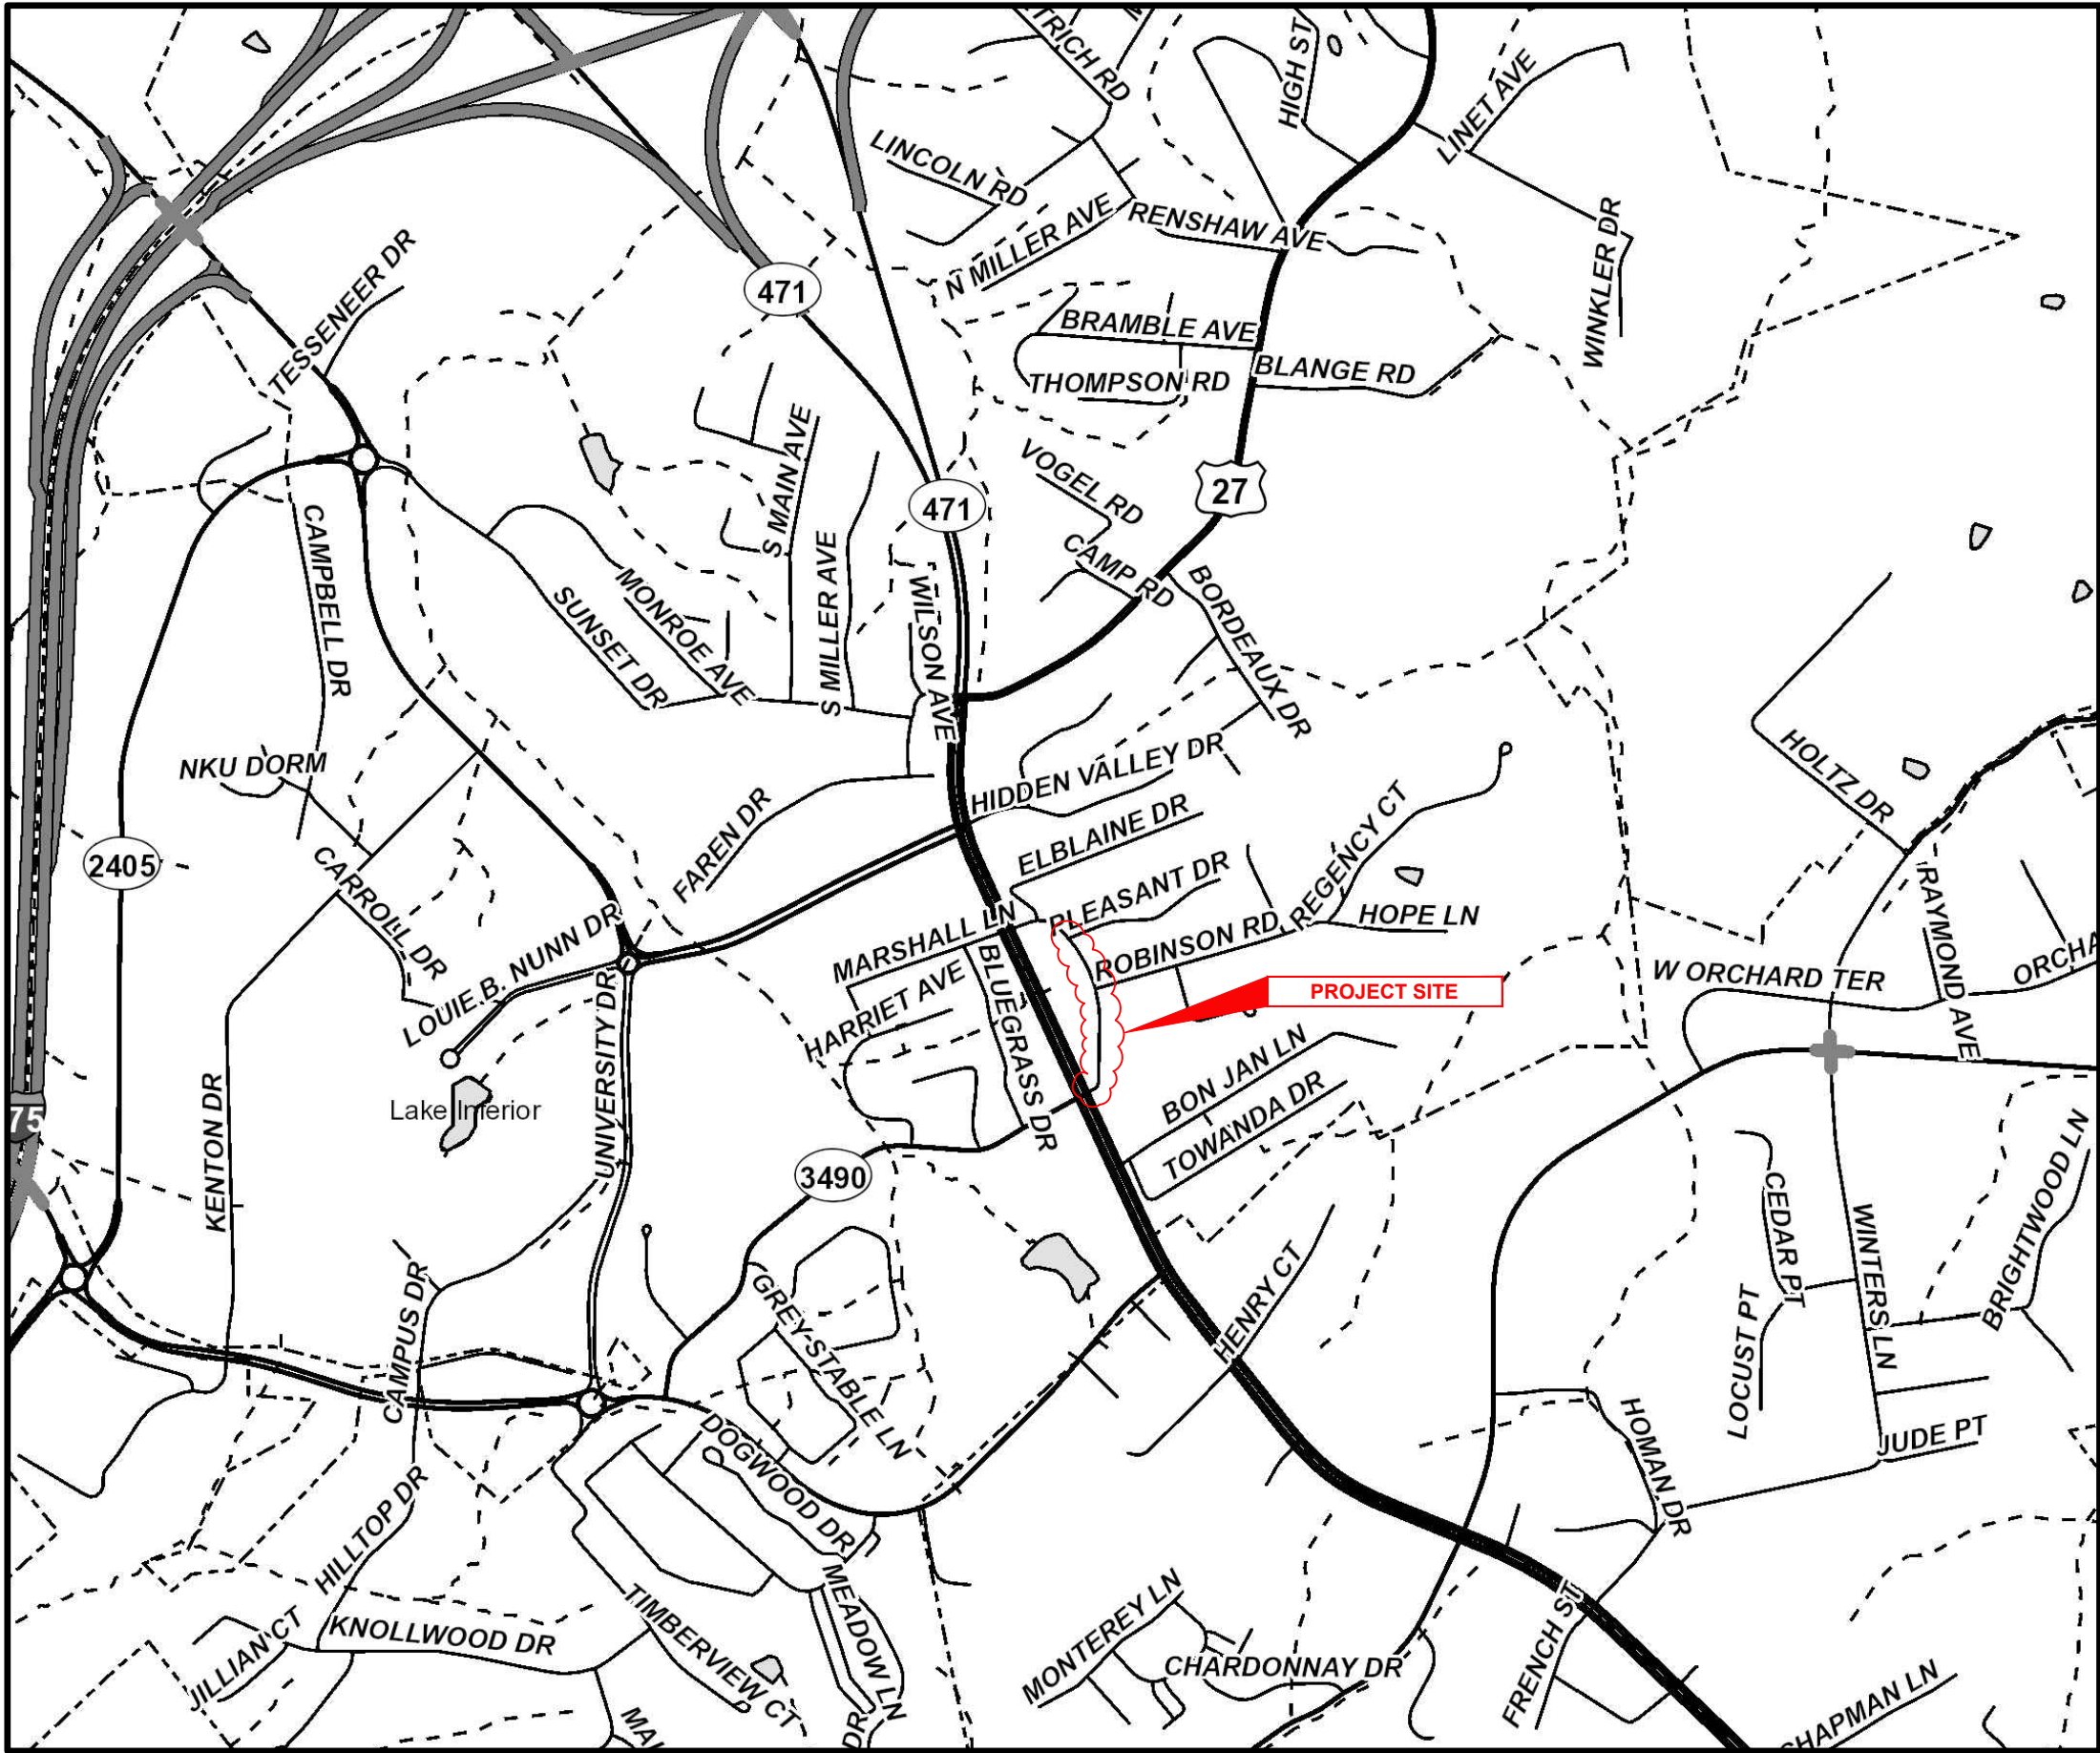 HIGH ST
LINET AVE
LINCOLN RD
N MILLER AVE
RENSHAW AVE
WINKLER DR
TESSENEER DR
471
BRAMBLE AVE
BLANGE RD
THOMPSON RD
S MAIN AVE
VOGEL RD
27
471
CAMP RD
CAMPBELL DR
MONROE AVE
SUNSET DR
S MILLER AVE
WILSON AVE
BORDEAUX DR
NKU DORM
HIDDEN VALLEY DR
HOLTZ DR
FAREN DR
ELBLAINE DR
REGENCY CT
2405
CARROLL DR
PLEASANT DR
RAYMOND AVE
MARSHALL LN
ROBINSON RD
HOPE LN
LOUIE B. NUNN DR
HARRIET AVE
BLUEGRASS DR
W ORCHARD TER
ORCHA
PROJECT SITE
UNIVERSITY DR
BON JAN LN
75
Lake Inferior
KENTON DR
TOWANDA DR
3490
CEDAR PT
WINTERS LN
BRIGHTWOOD LN
CAMPUS DR
GREY-STABLE LN
HENRY CT
LOCUST PT
HOMAN DR
JUDE PT
DOGWOOD DR
HILLTOP DR
MEADOW LN
TIMBERVIEW CT
KNOLLWOOD DR
JILLIAN CT
MONTEREY LN
CHARDONNAY DR
FRENCH ST
CHAPMAN LN
DR